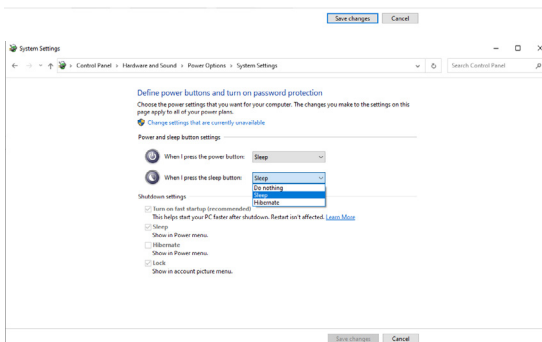 Save changes Cancel
System Settings
Control Panel > Hardware and Sound > Power Options > System Settings
Search Control Panel
Define power buttons and turn on password protection
Choose the power settings that you want for your computer. The changes you make to the settings on this
page apply to all of your power plans.
Change settings that are currently unavailable
Power and sleep button settings
When I press the power button: Sleep
When I press the sleep button: Sleep
Do nothing
Sleep
Hibernate
Shutdown settings
Turn on fast startup (recommended)
This helps start your PC faster after shutdown. Restart isn't affected. Learn More
Sleep
Show in Power menu.
Hibernate
Show in Power menu.
Lock
Show in account picture menu.
Save changes Cancel